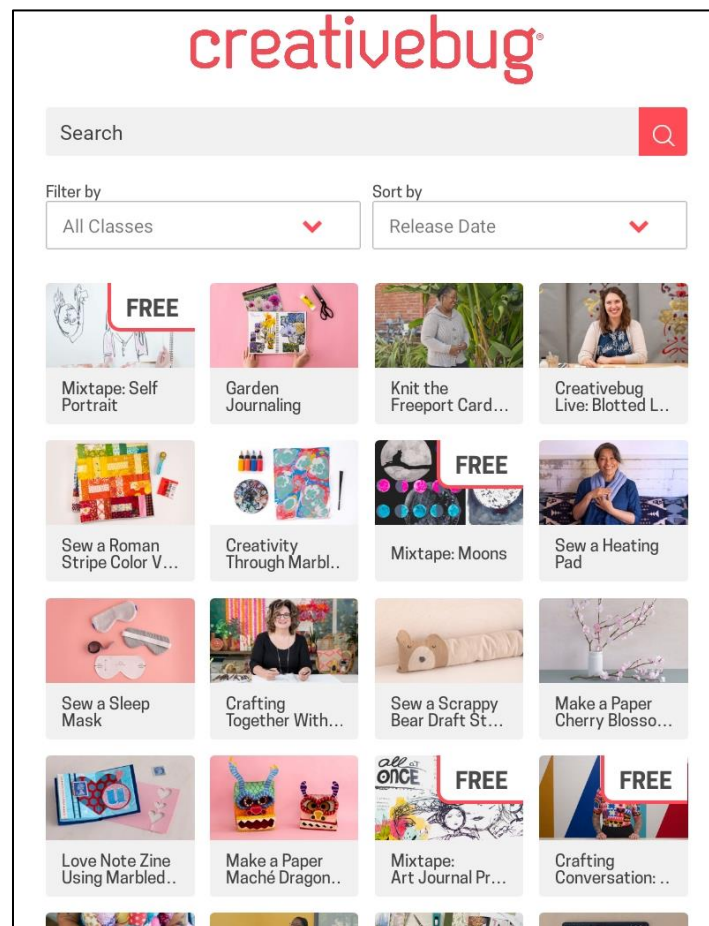 creativebug®
Search
Filter by
Sort by
All Classes
Release Date
FREE
Mixtape: Self
Portrait
Garden
Journaling
Knit the
Freeport Card...
Creativebug
Live: Blotted L..
FREE
Sew a Roman
Stripe Color V...
Creativity
Through Marbl..
Mixtape: Moons
Sew a Heating
Pad
Sew a Sleep
Mask
Crafting
Together With...
Sew a Scrappy
Bear Draft St...
Make a Paper
Cherry Blosso...
all at
ONCE
FREE
FREE
Love Note Zine
Using Marbled..
Make a Paper
Maché Dragon..
Mixtape:
Art Journal Pr...
Crafting
Conversation: ..